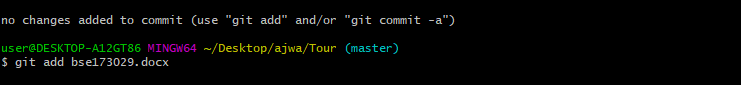 no changes added to commit (use "git add" and/or "git commit -a")
user@DESKTOP-A12GT86 MINGW64 ~/Desktop/ajwa/Tour (master)
$ git add bse173029.docx